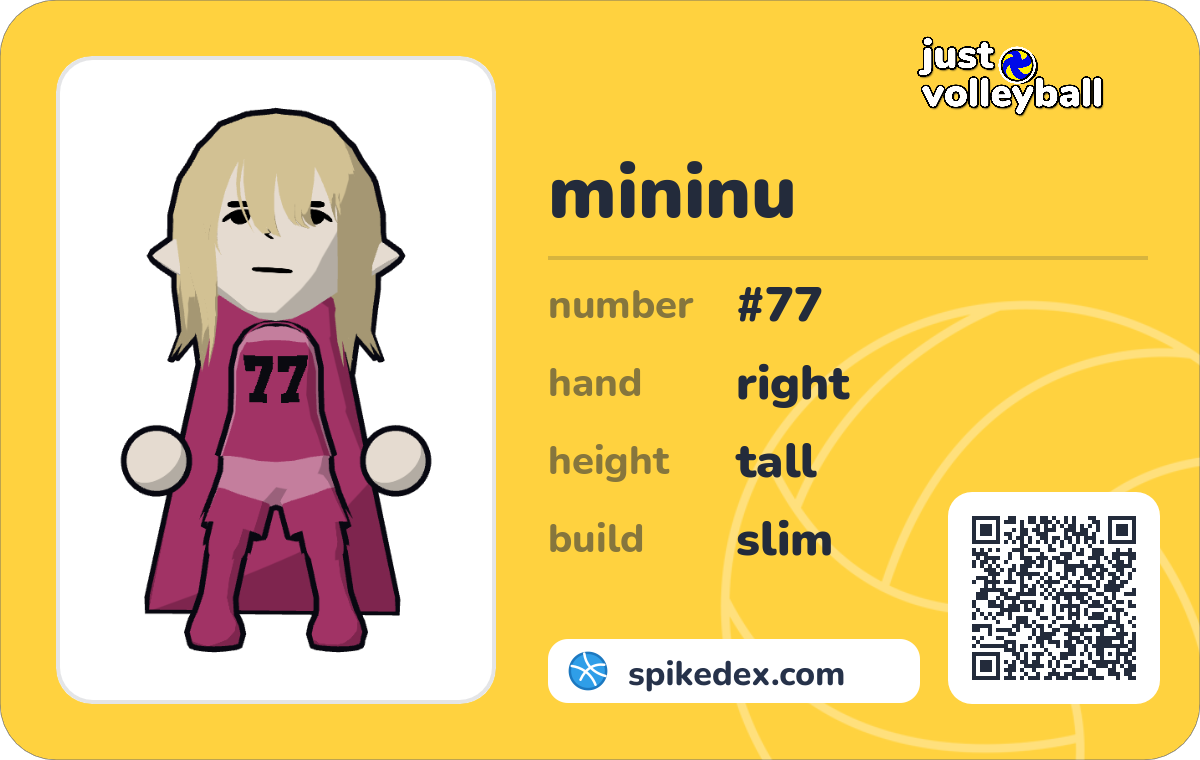 just
volleyball
mininu
number #77
hand right
height tall
build slim
77
spikedex.com